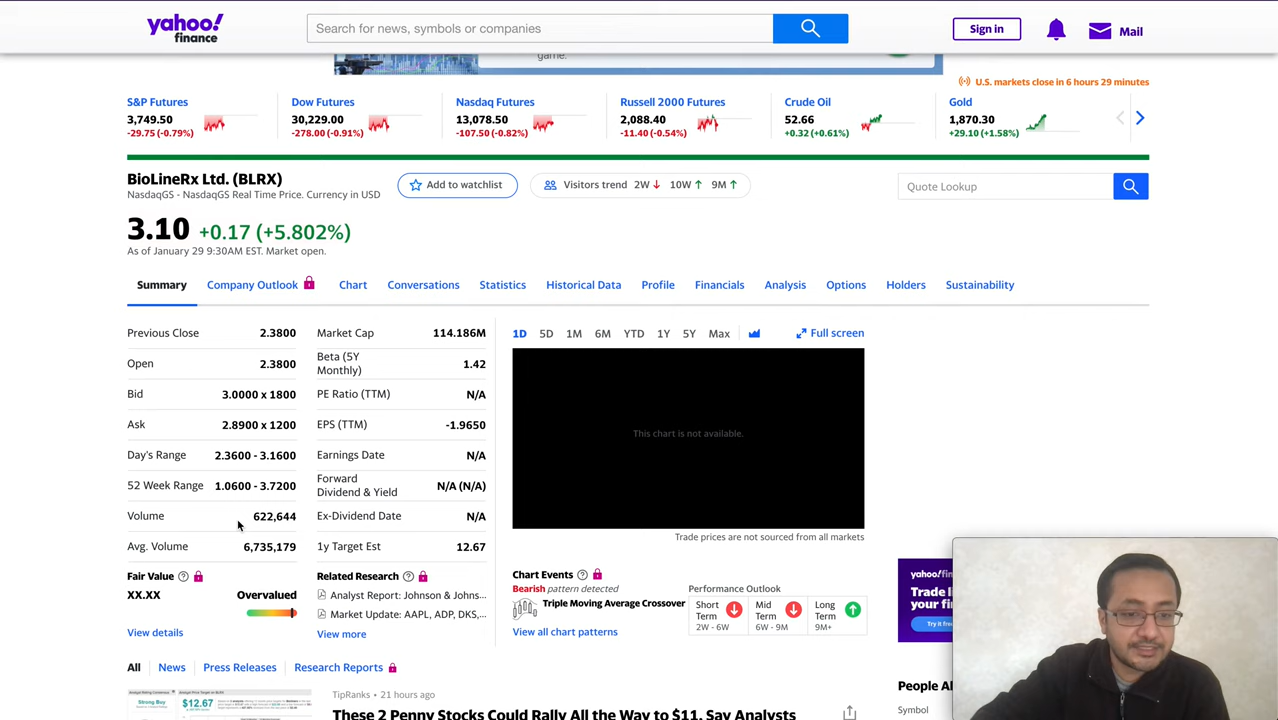 yahoo!
finance
Search for news, symbols or companies
Sign in
Mail
game.
U.S. markets close in 6 hours 29 minutes
S&P Futures
3,749.50
-29.75 (-0.79%)
Dow Futures
30,229.00
-278.00 (-0.91%)
Nasdaq Futures
13,078.50
-107.50 (-0.82%)
Russell 2000 Futures
2,088.40
-11.40 (-0.54%)
Crude Oil
52.66
+0.32 (+0.61%)
Gold
1,870.30
+29.10 (+1.58%)
BioLineRx Ltd. (BLRX)
NasdaqGS - NasdaqGS Real Time Price. Currency in USD
Add to watchlist
Visitors trend 2W 10W 9M
Quote Lookup
3.10 +0.17 (+5.802%)
As of January 29 9:30AM EST. Market open.
Summary Company Outlook Chart Conversations Statistics Historical Data Profile Financials Analysis Options Holders Sustainability
Previous Close 2.3800
Open 2.3800
Bid 3.0000 x 1800
Ask 2.8900 x 1200
Day's Range 2.3600 - 3.1600
52 Week Range 1.0600 - 3.7200
Volume 622,644
Avg. Volume 6,735,179
Market Cap 114.186M
Beta (5Y
Monthly) 1.42
PE Ratio (TTM) N/A
EPS (TTM) -1.9650
Earnings Date N/A
Forward
Dividend & Yield N/A (N/A)
Ex-Dividend Date N/A
1y Target Est 12.67
1D 5D 1M 6M YTD 1Y 5Y Max
Full screen
This chart is not available.
Trade prices are not sourced from all markets
Fair Value
XX.XX Overvalued
View details
Related Research
Analyst Report: Johnson & Johns...
Market Update: AAPL, ADP, DKS,...
View more
Chart Events
Bearish pattern detected
Triple Moving Average Crossover
View all chart patterns
Performance Outlook
Short
Term
2W - 6W
Mid
Term
6W - 9M
Long
Term
9M+
yahoo!/fin
Trade li
your fin
Try it free
All News Press Releases Research Reports
People Al
Symbol
Strong Buy
$12.67
TipRanks • 21 hours ago
These 2 Penny Stocks Could Rally All the Way to $11, Say Analysts